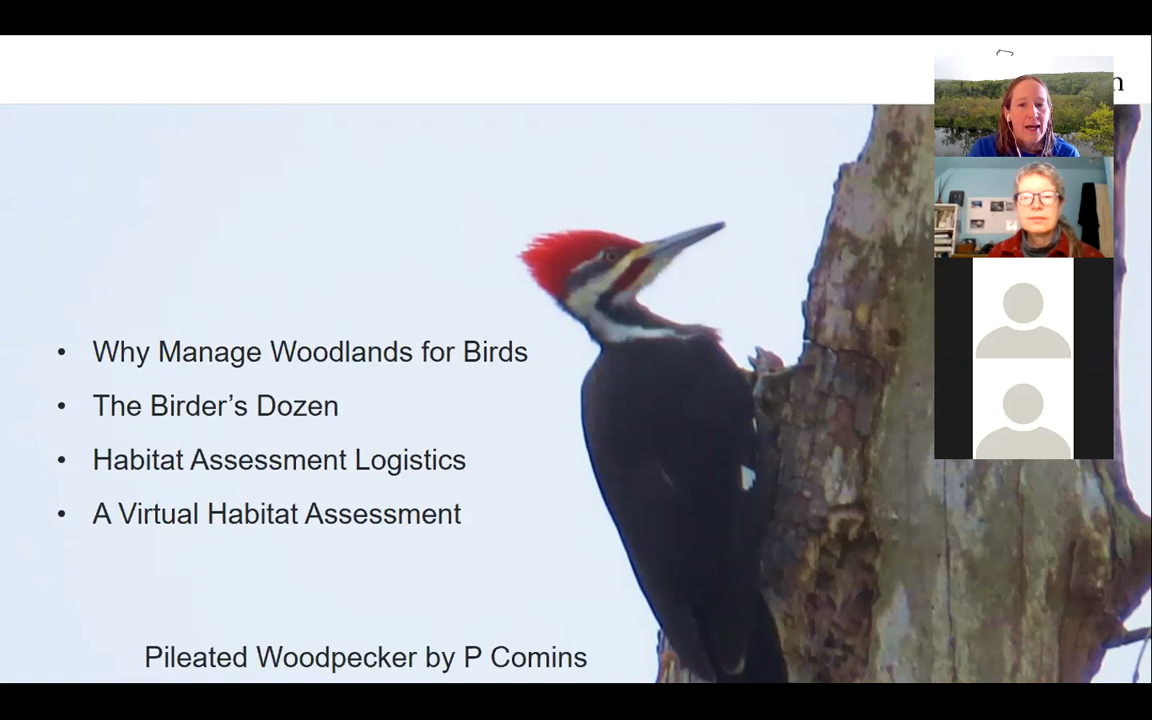 • Why Manage Woodlands for Birds
• The Birder’s Dozen
• Habitat Assessment Logistics
• A Virtual Habitat Assessment
Pileated Woodpecker by P Comins